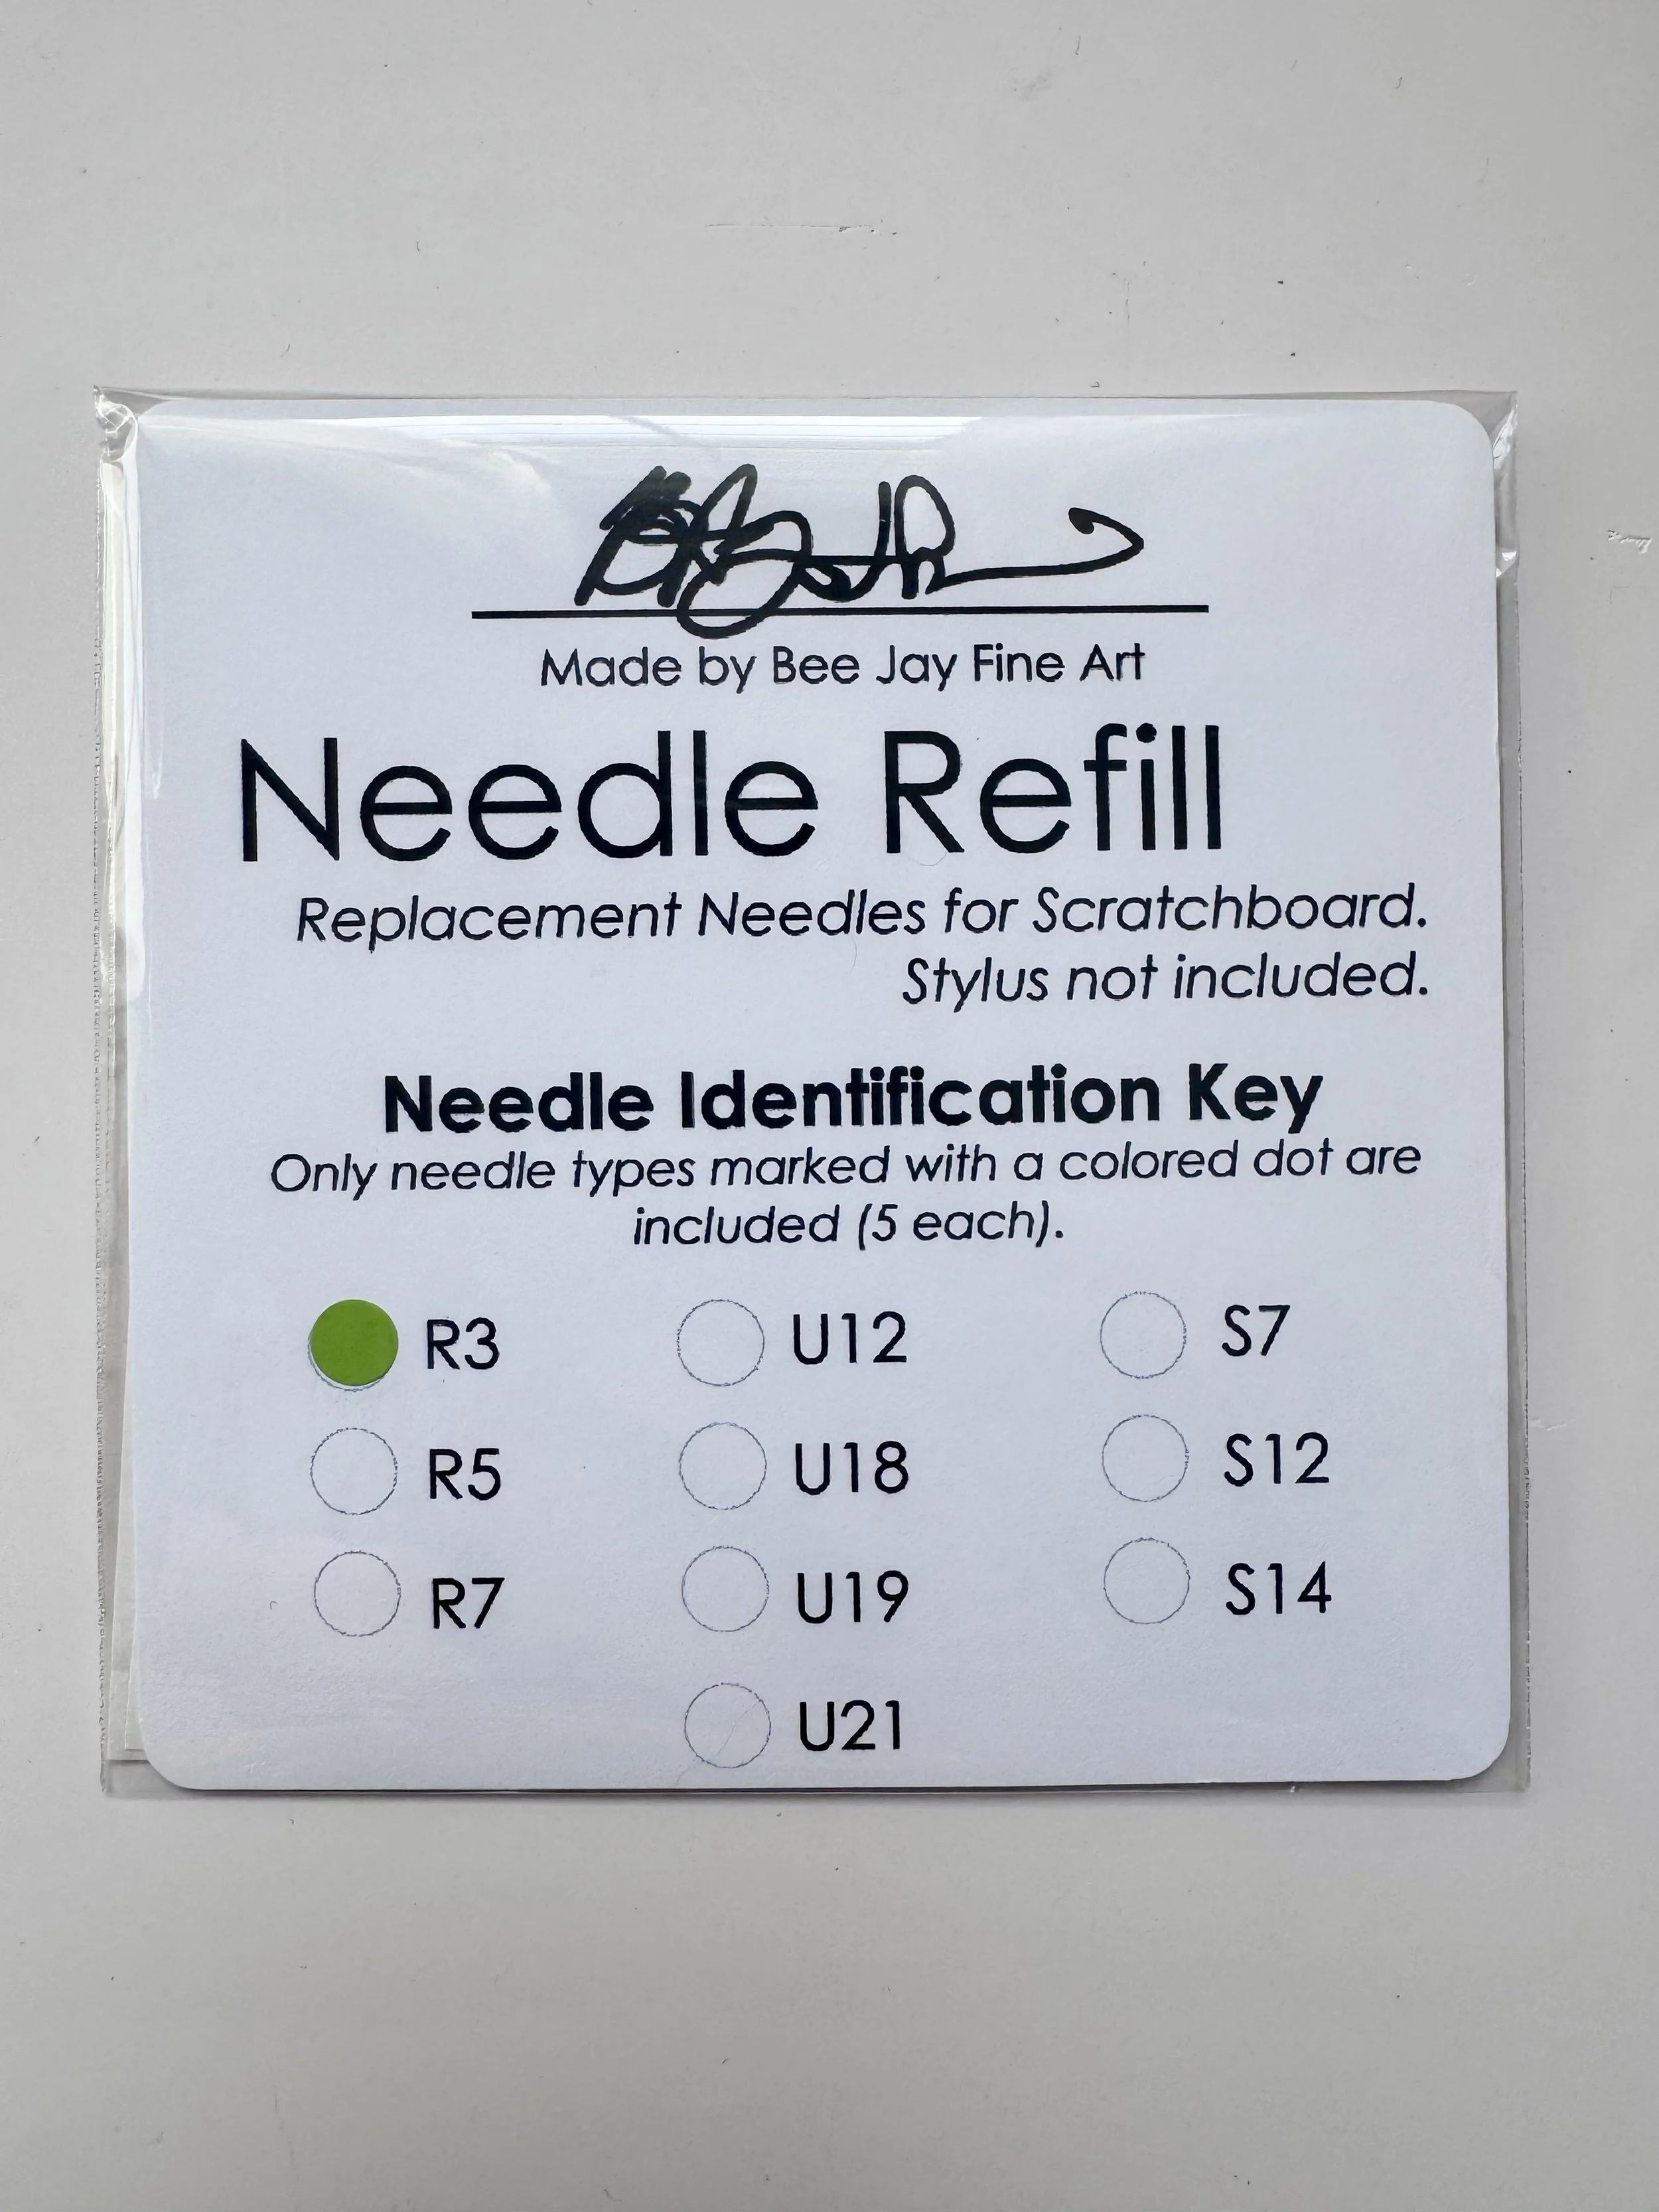 Made by Bee Jay Fine Art
Needle Refill
Replacement Needles for Scratchboard.
Stylus not included.
Needle Identification Key
Only needle types marked with a colored dot are
included (5 each).
R3 U12 S7
R5 U18 S12
R7 U19 S14
U21